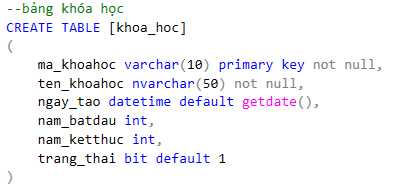 --bảng khóa học
CREATE TABLE [khoa_hoc]
(
ma_khoahoc varchar(10) primary key not null,
ten_khoahoc nvarchar(50) not null,
ngay_tao datetime default getdate(),
nam_batdau int,
nam_ketthuc int,
trang_thai bit default 1
)